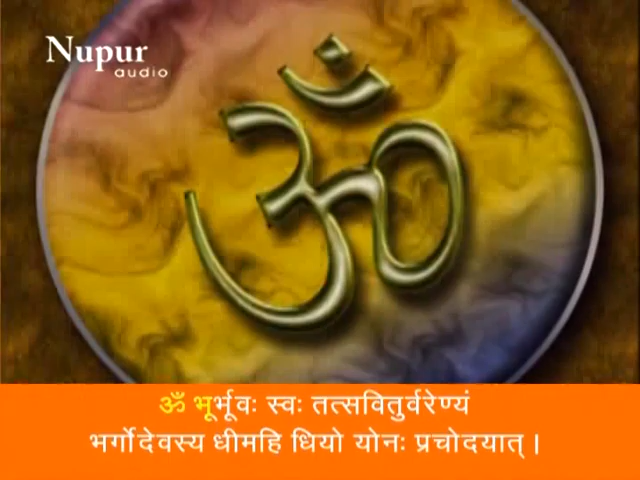 Nupur
audio
ॐ
ॐ भूर्भूवः स्वः तत्सवितुर्वरेण्यं
भर्गोदेवस्य धीमहि धियो योनः प्रचोदयात् ।